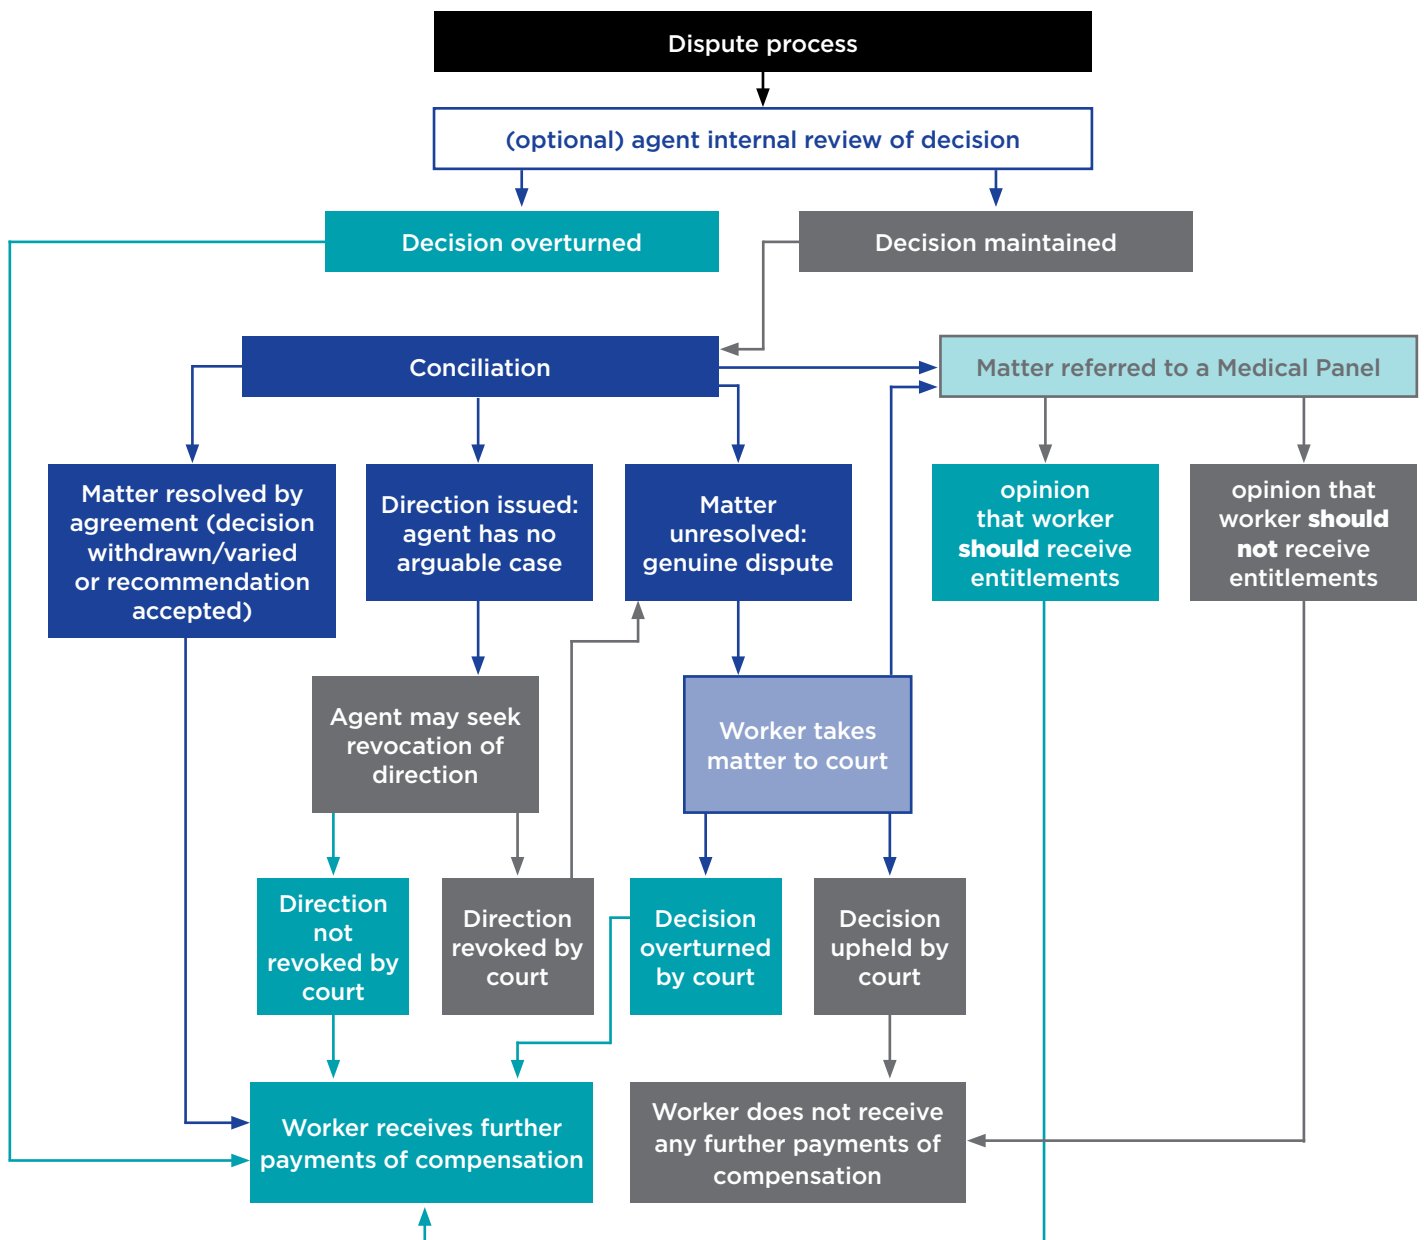 Dispute process
(optional) agent internal review of decision
Decision overturned
Decision maintained
Conciliation
Matter referred to a Medical Panel
Matter resolved by
agreement (decision
withdrawn/varied
or recommendation
accepted)
Direction issued:
agent has no
arguable case
Matter
unresolved:
genuine dispute
opinion
that worker
should receive
entitlements
opinion that
worker should
not receive
entitlements
Agent may seek
revocation of
direction
Worker takes
matter to court
Direction
not
revoked by
court
Direction
revoked by
court
Decision
overturned
by court
Decision
upheld by
court
Worker receives further
payments of compensation
Worker does not receive
any further payments of
compensation